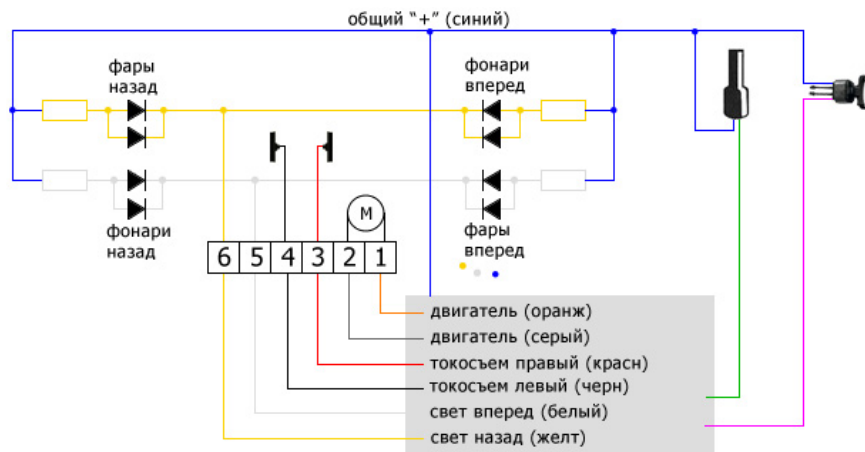 общий "+" (синий)
фары
назад
фонари
вперед
фонари
назад
M
фары
вперед
6 5 4 3 2 1
двигатель (оранж)
двигатель (серый)
токосъем правый (красн)
токосъем левый (черн)
свет вперед (белый)
свет назад (желт)